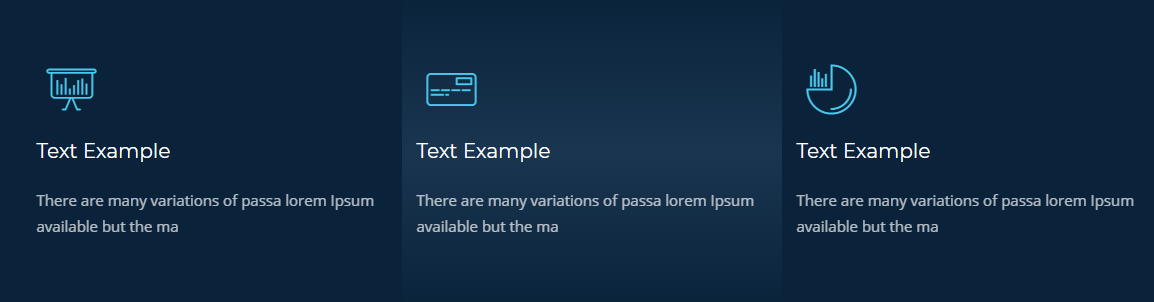 Text Example
There are many variations of passa lorem Ipsum
available but the ma
Text Example
There are many variations of passa lorem Ipsum
available but the ma
Text Example
There are many variations of passa lorem Ipsum
available but the ma